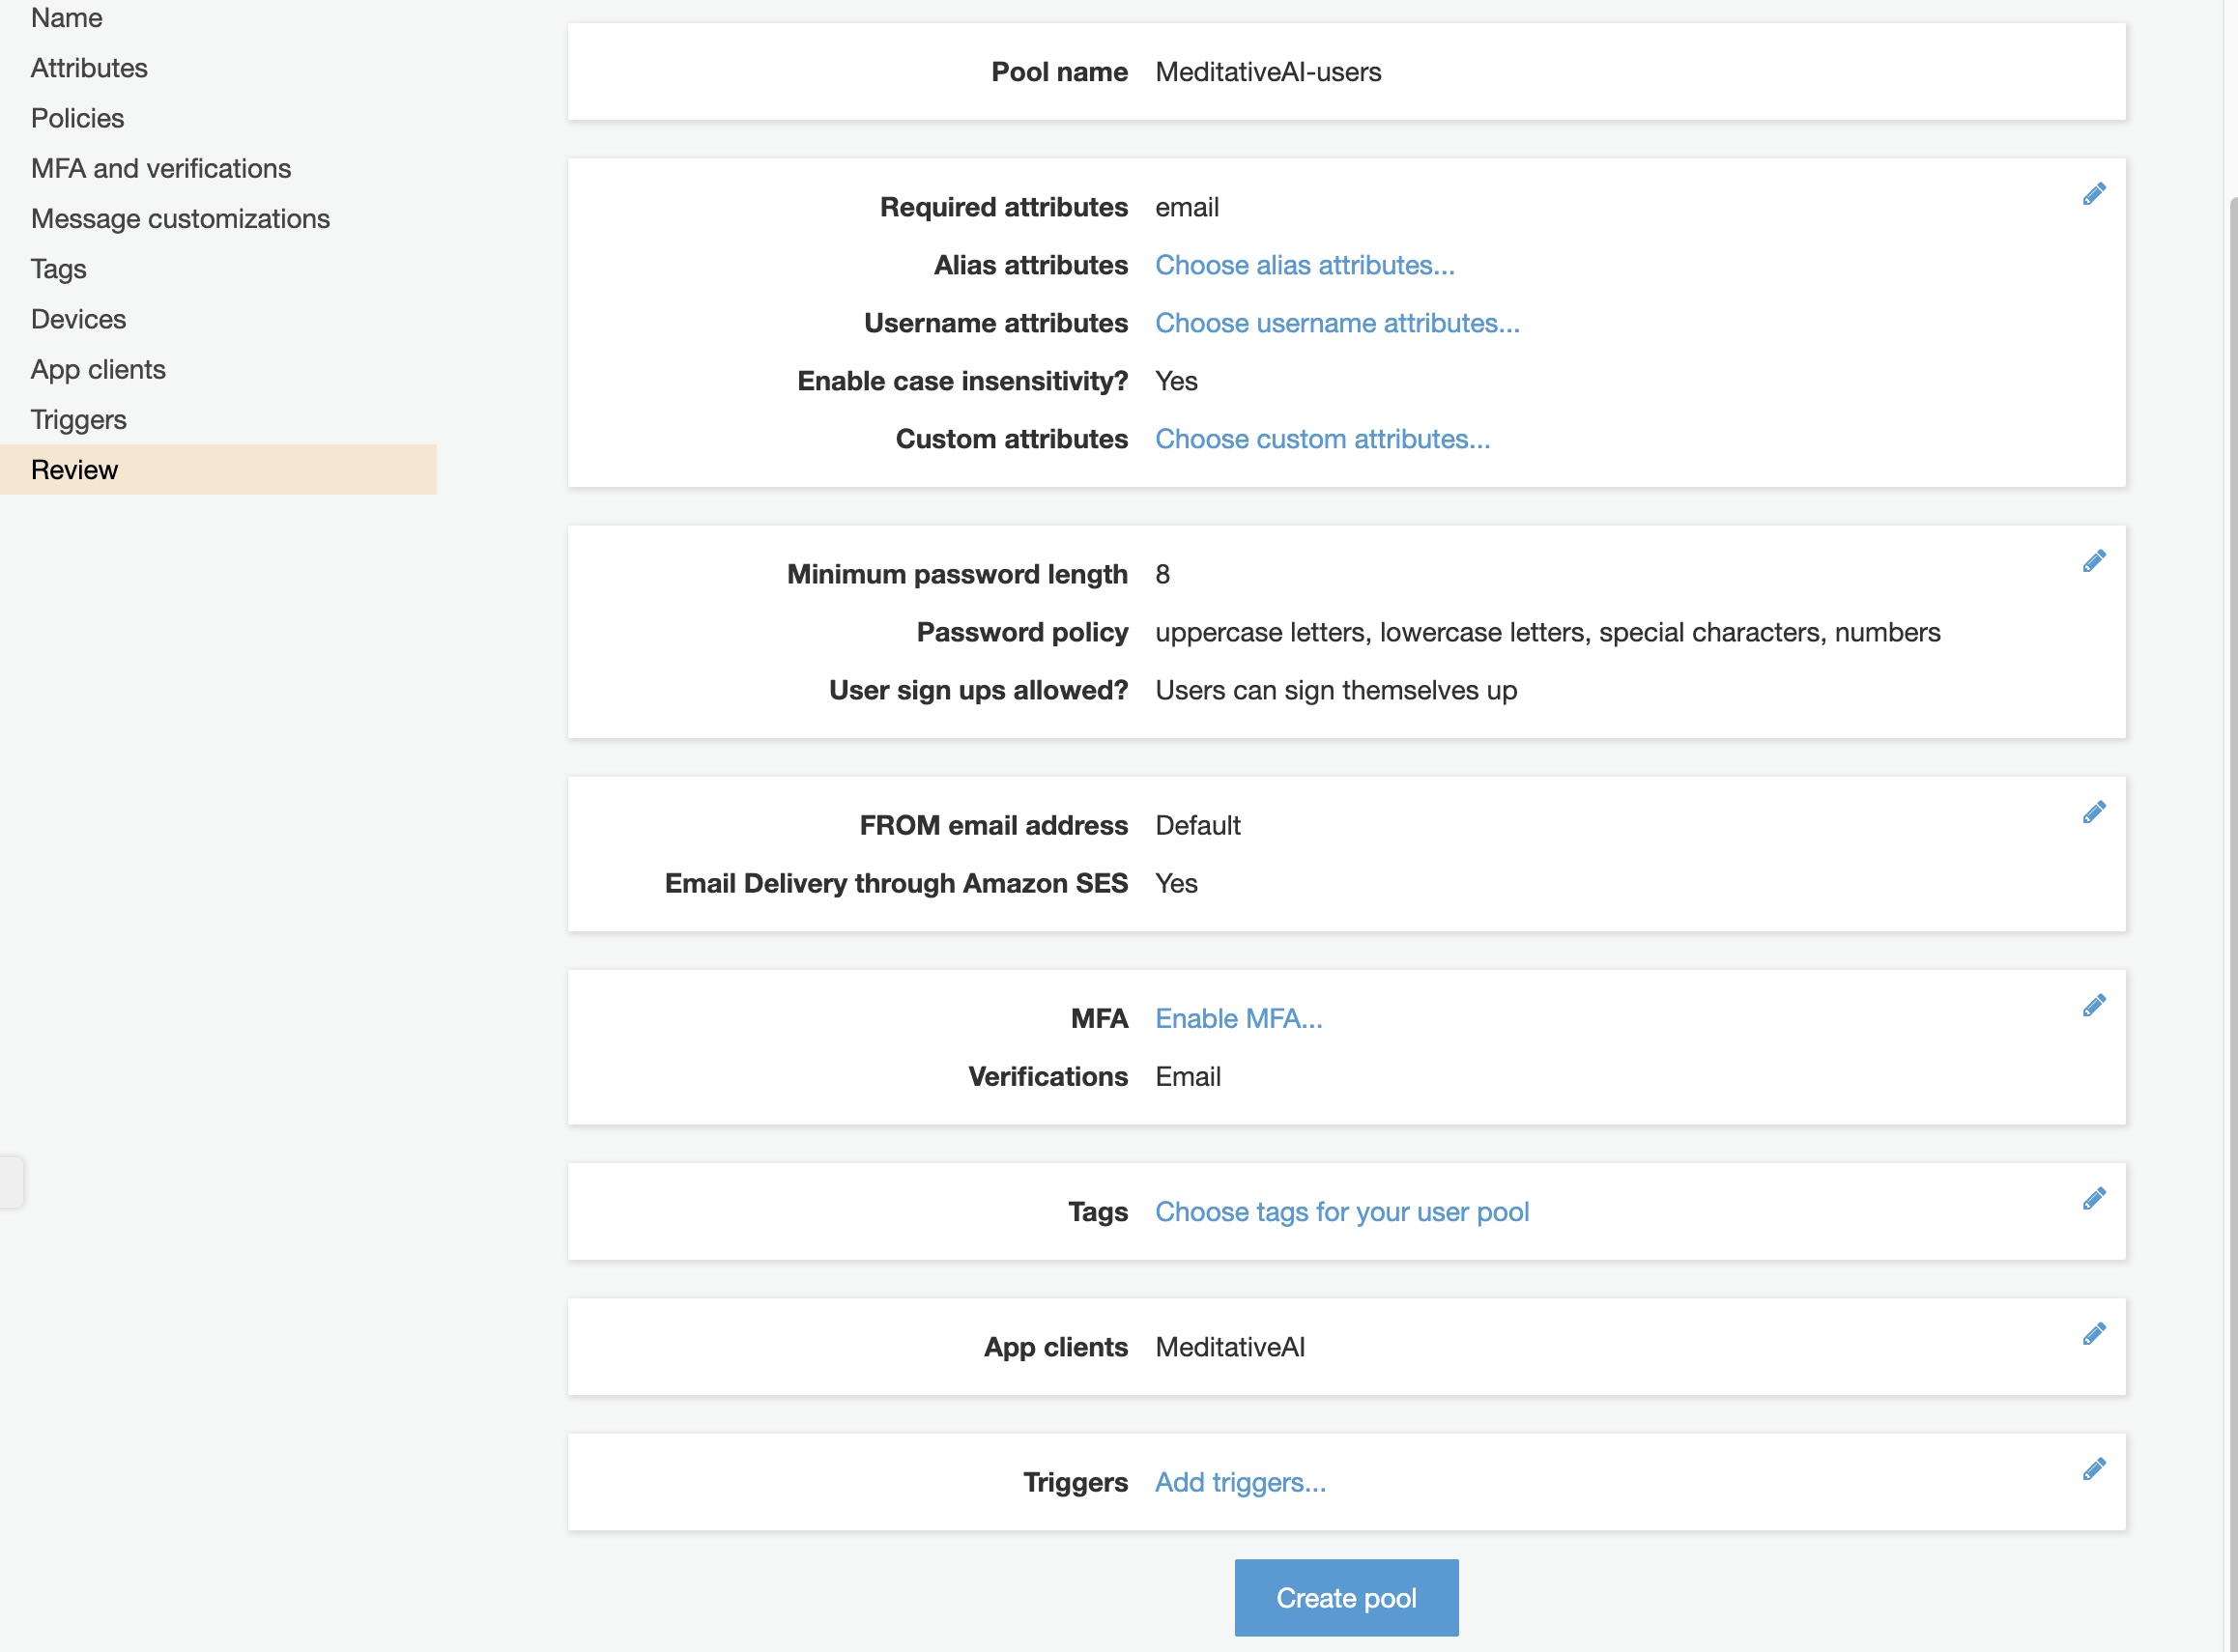 Name
Attributes
Policies
MFA and verifications
Message customizations
Tags
Devices
App clients
Triggers
Review
Pool name MeditativeAI-users
Required attributes email
Alias attributes Choose alias attributes...
Username attributes Choose username attributes...
Enable case insensitivity? Yes
Custom attributes Choose custom attributes...
Minimum password length 8
Password policy uppercase letters, lowercase letters, special characters, numbers
User sign ups allowed? Users can sign themselves up
FROM email address Default
Email Delivery through Amazon SES Yes
MFA Enable MFA...
Verifications Email
Tags Choose tags for your user pool
App clients MeditativeAI
Triggers Add triggers...
Create pool